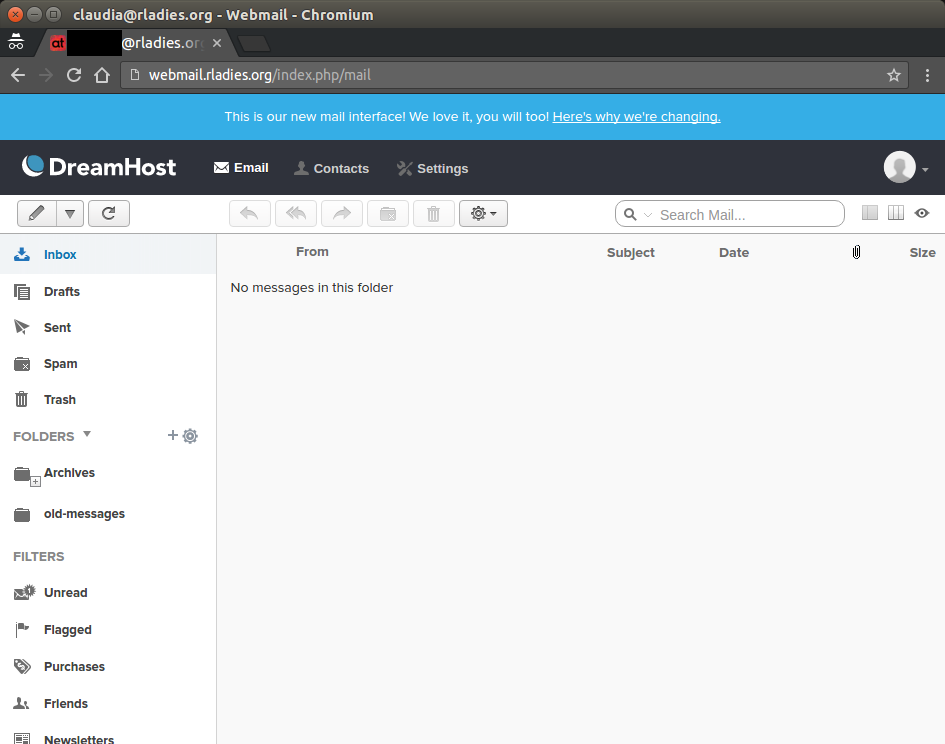 claudia@rladies.org - Webmail - Chromium
at @rladies.or
webmail.rladies.org/index.php/mail
This is our new mail interface! We love it, you will too! Here's why we're changing.
DreamHost Email Contacts Settings
Search Mail...
From Subject Date Size
No messages in this folder
Inbox
Drafts
Sent
Spam
Trash
FOLDERS
Archives
old-messages
FILTERS
Unread
Flagged
Purchases
Friends
Newsletters